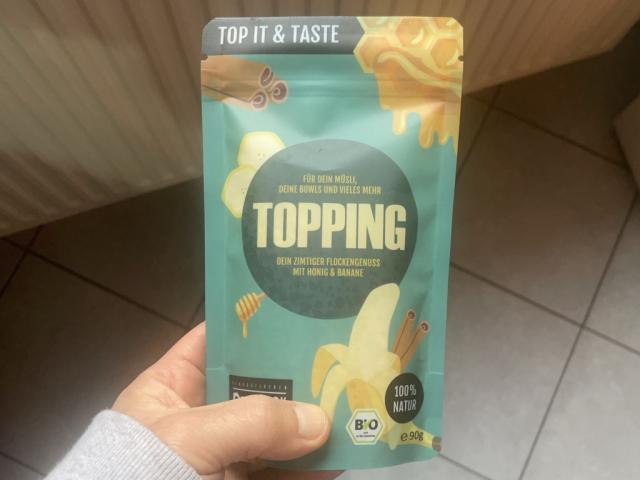 TOP IT & TASTE
FÜR DEIN MÜSLI,
DEINE BOWLS UND VIELES MEHR
TOPPING
DEIN ZIMTIGER FLOCKENGENUSS
MIT HONIG & BANANE
100%
NATUR
BIO
℮ 90g